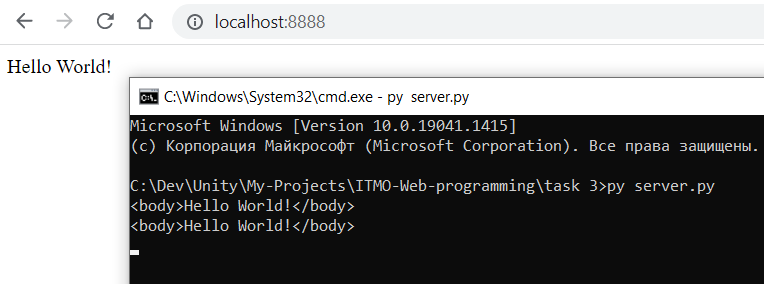 localhost:8888
Hello World!
C:\Windows\System32\cmd.exe - py  server.py
Microsoft Windows [Version 10.0.19041.1415]
(c) Корпорация Майкрософт (Microsoft Corporation). Все права защищены.
C:\Dev\Unity\My-Projects\ITMO-Web-programming\task 3>py server.py
<body>Hello World!</body>
<body>Hello World!</body>